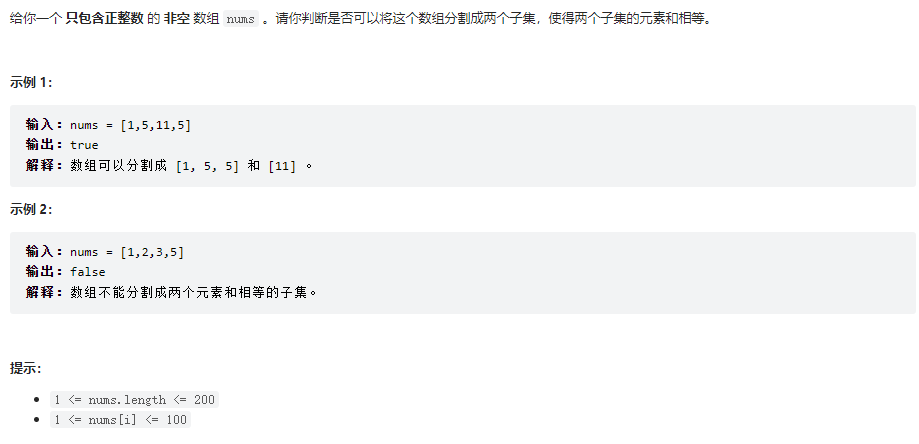 给你一个 只包含正整数 的 非空 数组 nums 。请你判断是否可以将这个数组分割成两个子集，使得两个子集的元素和相等。
示例 1：
输入：nums = [1,5,11,5]
输出：true
解释：数组可以分割成 [1, 5, 5] 和 [11] 。
示例 2：
输入：nums = [1,2,3,5]
输出：false
解释：数组不能分割成两个元素和相等的子集。
提示：
• 1 <= nums.length <= 200
• 1 <= nums[i] <= 100